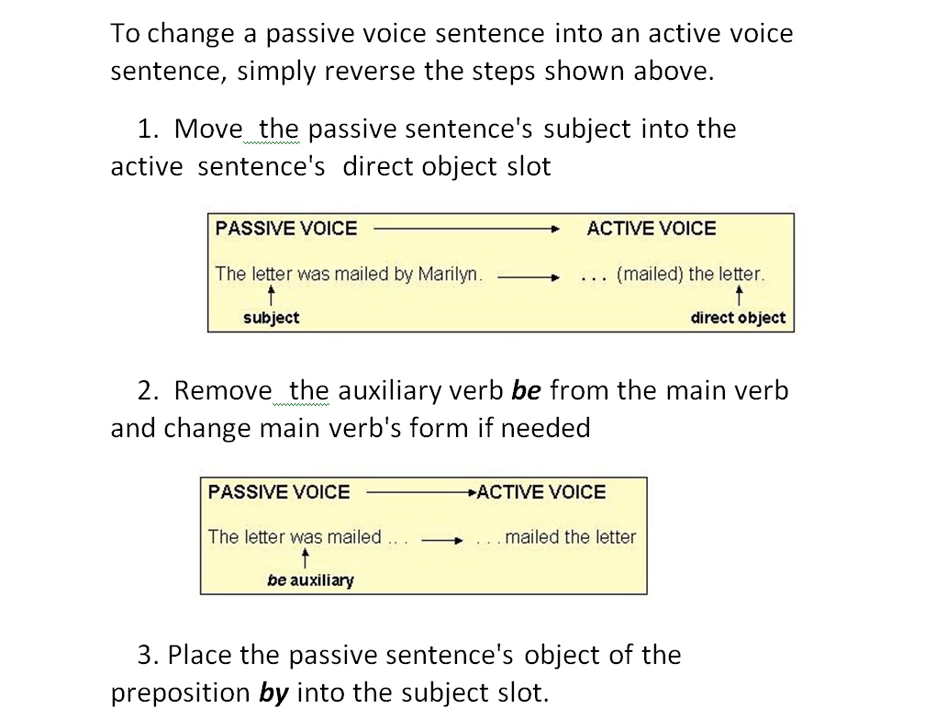 To change a passive voice sentence into an active voice
sentence, simply reverse the steps shown above.
1. Move the passive sentence's subject into the
active sentence's direct object slot
PASSIVE VOICE ACTIVE VOICE
The letter was mailed by Marilyn. ... (mailed) the letter.
subject direct object
2. Remove the auxiliary verb be from the main verb
and change main verb's form if needed
PASSIVE VOICE ACTIVE VOICE
The letter was mailed ... ... mailed the letter
be auxiliary
3. Place the passive sentence's object of the
preposition by into the subject slot.